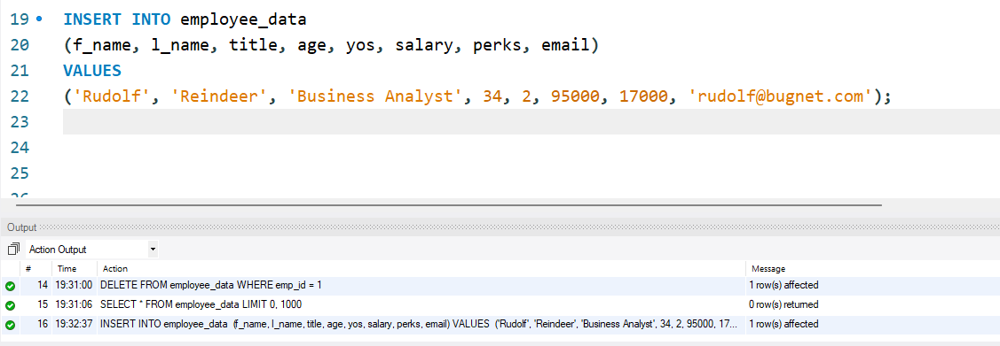 19 INSERT INTO employee_data
20 (f_name, l_name, title, age, yos, salary, perks, email)
21 VALUES
22 ('Rudolf', 'Reindeer', 'Business Analyst', 34, 2, 95000, 17000, 'rudolf@bugnet.com');
23
24
25
26
Output
Action Output
# Time Action Message
14 19:31:00 DELETE FROM employee_data WHERE emp_id = 1 1 row(s) affected
15 19:31:06 SELECT * FROM employee_data LIMIT 0, 1000 0 row(s) returned
16 19:32:37 INSERT INTO employee_data (f_name, l_name, title, age, yos, salary, perks, email) VALUES ('Rudolf', 'Reindeer', 'Business Analyst', 34, 2, 95000, 17... 1 row(s) affected